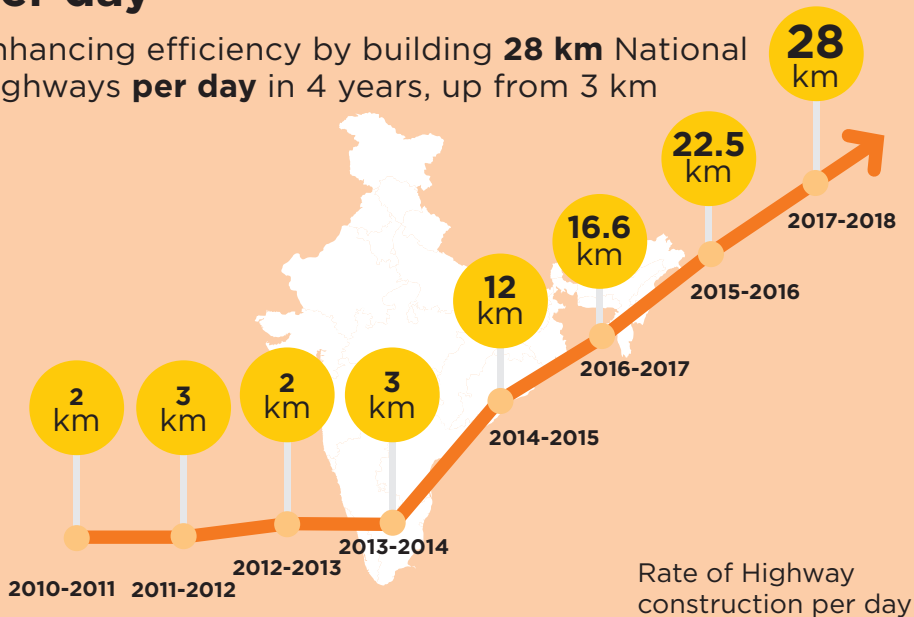 er day
nhancing efficiency by building 28 km National
ghways per day in 4 years, up from 3 km
28
km
22.5
km
2017-2018
16.6
km
2015-2016
12
km
2016-2017
2
km
3
km
2
km
3
km
2014-2015
2013-2014
2012-2013
2010-2011
2011-2012
Rate of Highway
construction per day